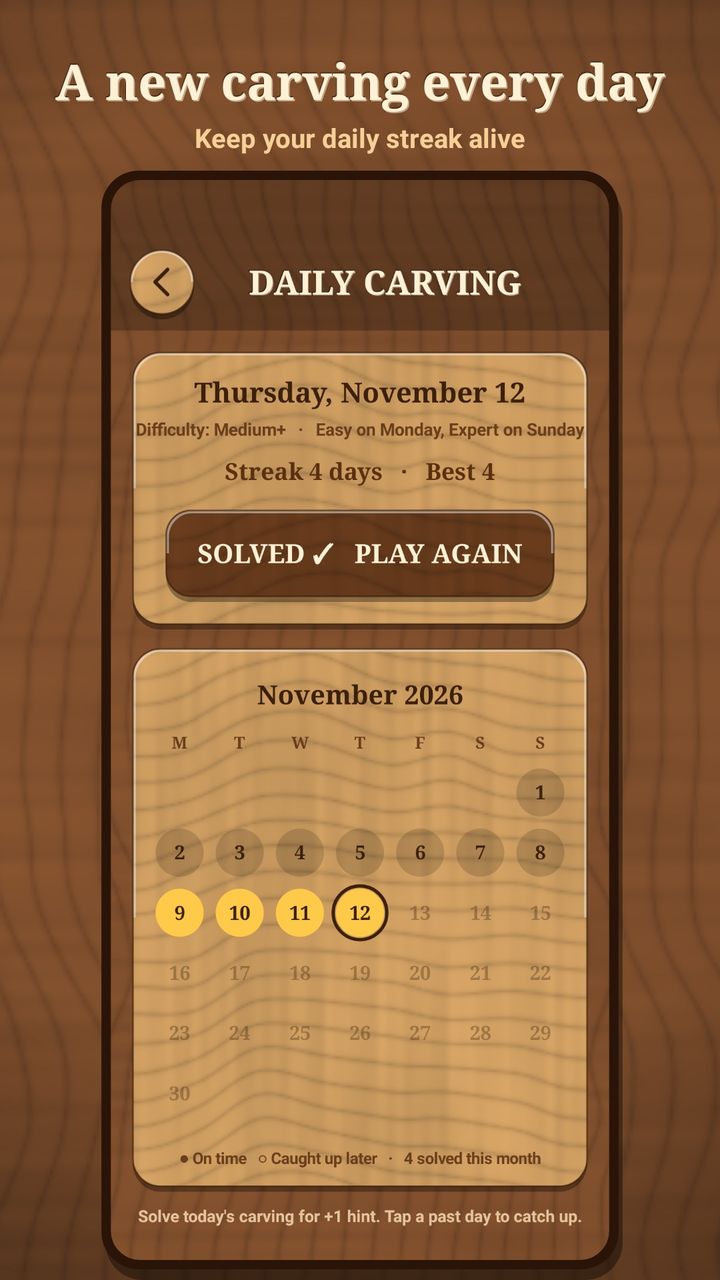 A new carving every day
Keep your daily streak alive
DAILY CARVING
Thursday, November 12
Difficulty: Medium+ · Easy on Monday, Expert on Sunday
Streak 4 days · Best 4
SOLVED ✓ PLAY AGAIN
November 2026
M T W T F S S
1
2 3 4 5 6 7 8
9 10 11 12 13 14 15
16 17 18 19 20 21 22
23 24 25 26 27 28 29
30
● On time ○ Caught up later · 4 solved this month
Solve today's carving for +1 hint. Tap a past day to catch up.